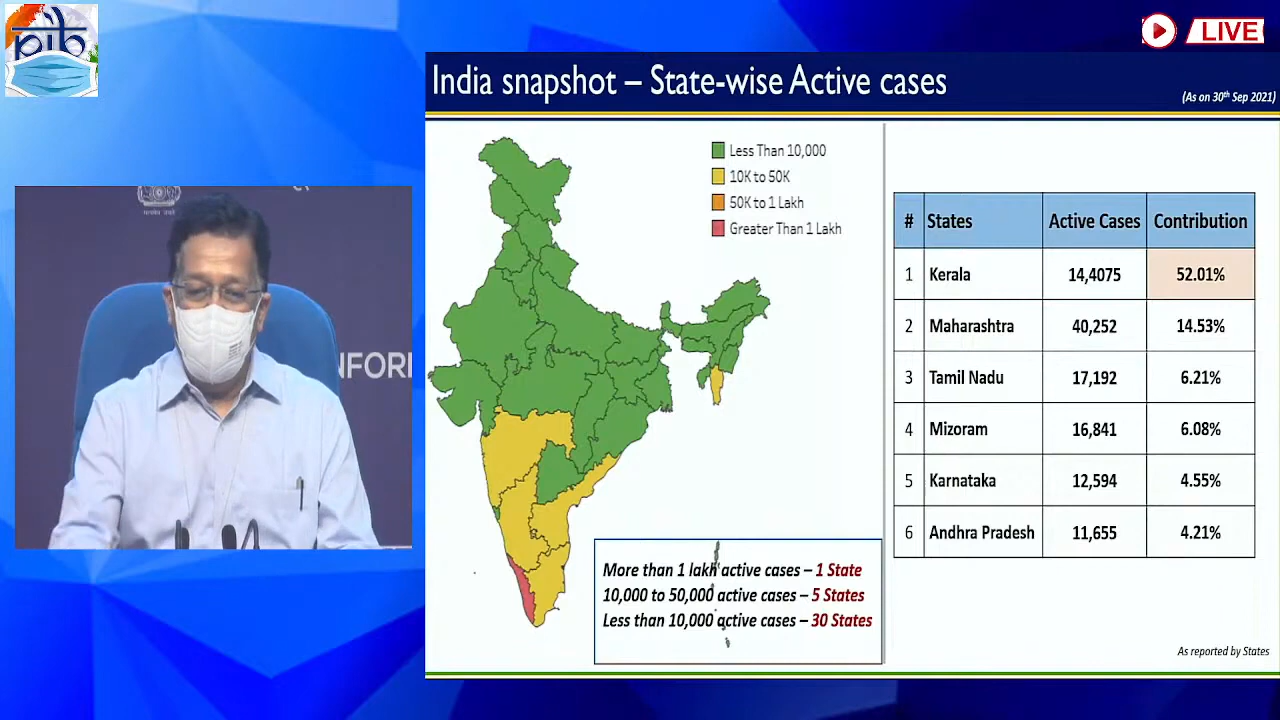 pib
LIVE
India snapshot – State-wise Active cases
(As on 30th Sep 2021)
Less Than 10,000
10K to 50K
50K to 1 Lakh
Greater Than 1 Lakh
# States Active Cases Contribution
1 Kerala 14,4075 52.01%
2 Maharashtra 40,252 14.53%
3 Tamil Nadu 17,192 6.21%
4 Mizoram 16,841 6.08%
5 Karnataka 12,594 4.55%
6 Andhra Pradesh 11,655 4.21%
NFOR
More than 1 lakh active cases – 1 State
10,000 to 50,000 active cases – 5 States
Less than 10,000 active cases – 30 States
As reported by States